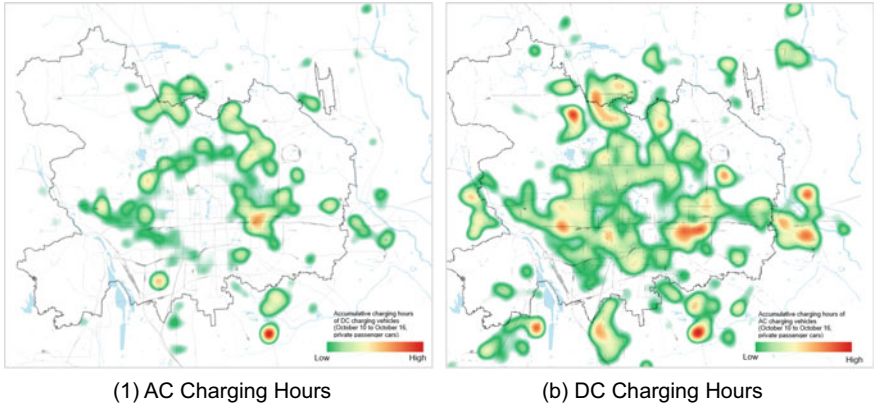 Accumulative charging hours
of DC charging vehicles
(October 10 to October 16,
private passenger cars)
Low High
Accumulative charging hours of
AC charging vehicles
(October 10 to October 16,
private passenger cars)
Low High
(1) AC Charging Hours
(b) DC Charging Hours